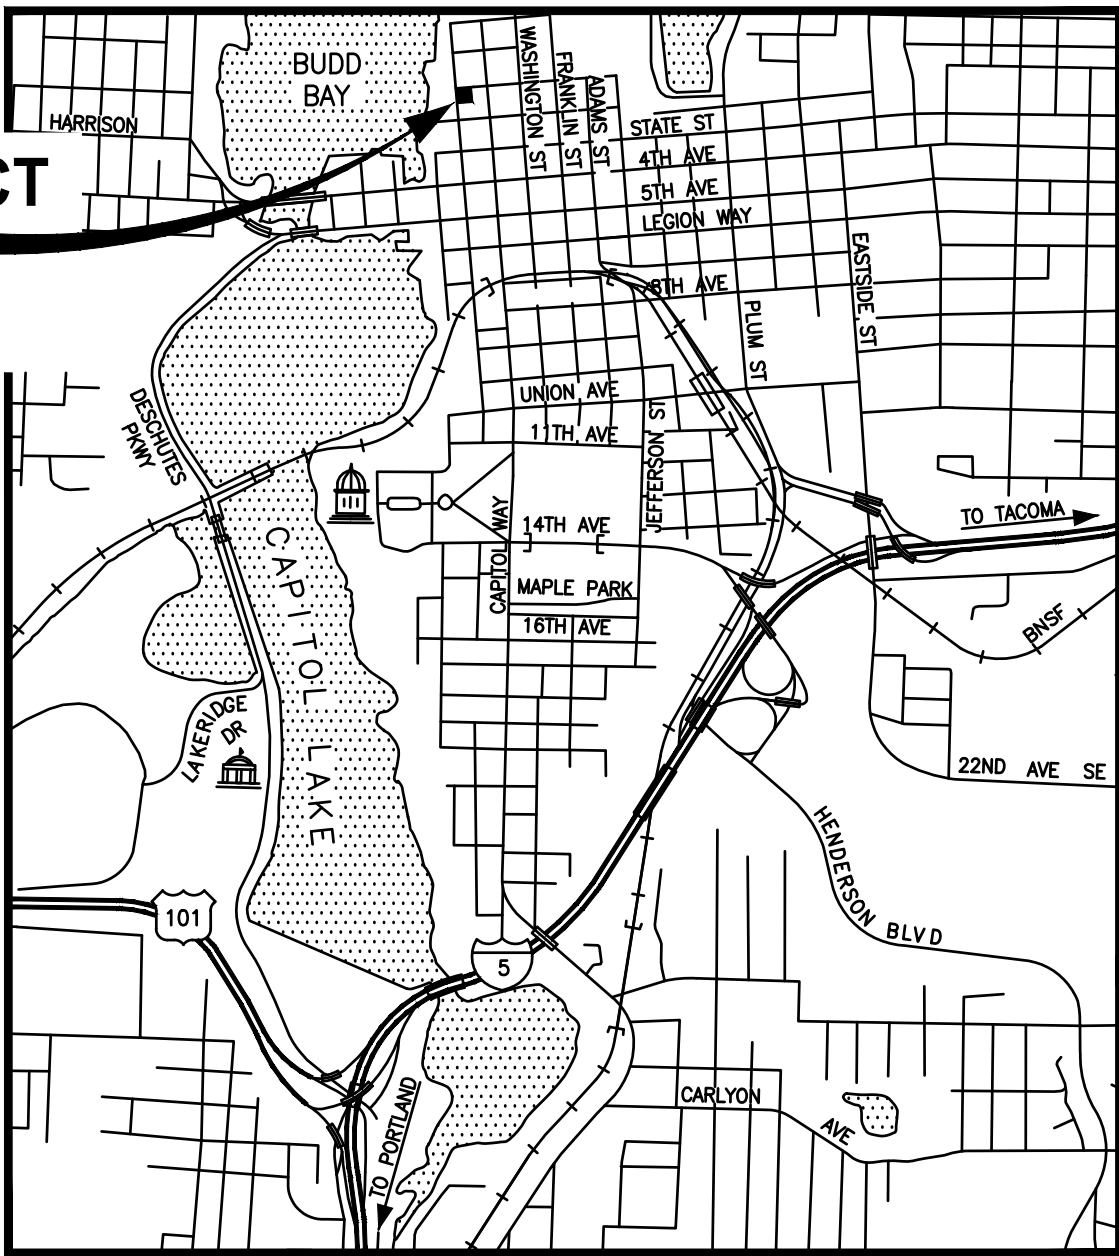 BUDD
BAY
WASHINGTON ST
FRANKLIN ST
ADAMS ST
HARRISON
STATE ST
4TH AVE
CT
5TH AVE
LEGION WAY
EASTSIDE ST
8TH AVE
PLUM ST
DESCHUTES
PKWY
UNION AVE
11TH AVE
JEFFERSON ST
CAPITOL WAY
14TH AVE
TO TACOMA
CAPITOL LAKE
MAPLE PARK
16TH AVE
BNSF
LAKERIDGE
DR
22ND AVE SE
HENDERSON BLVD
101
5
TO PORTLAND
CARLYON
AVE